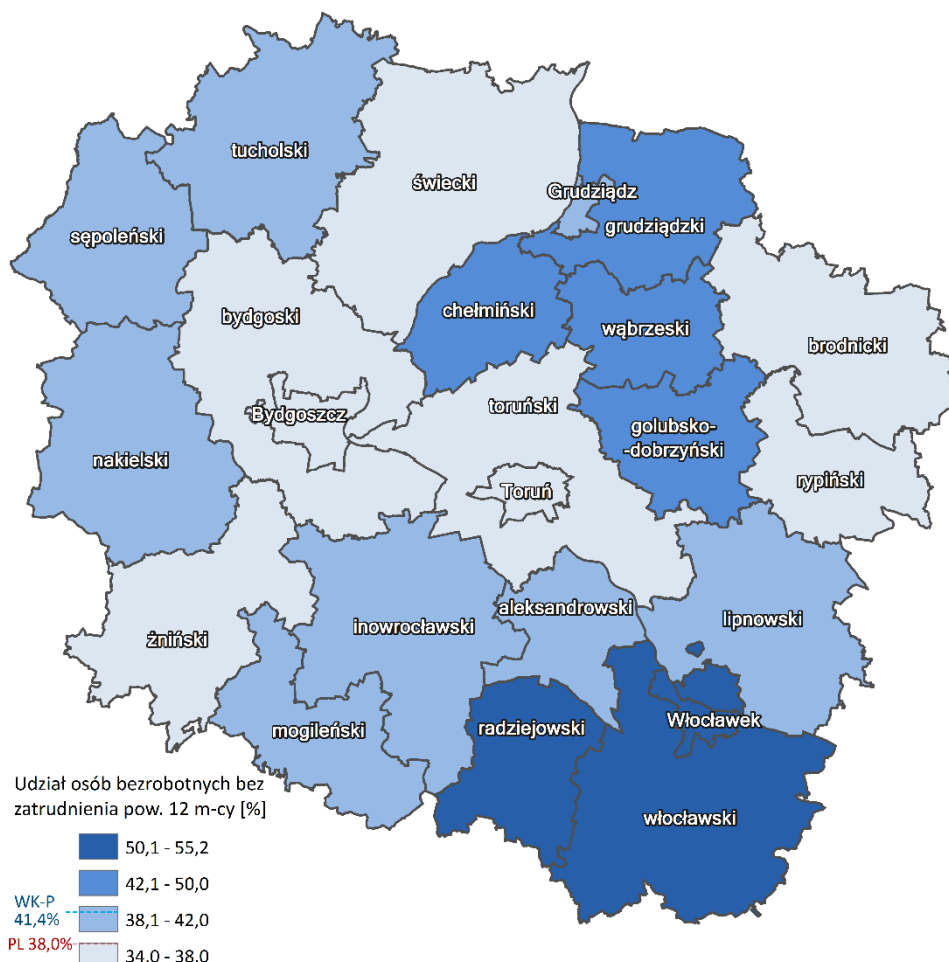 tucholski
świecki
Grudziądz
grudziądzki
sępoleński
chełmiński
bydgoski
wąbrzeski
brodnicki
toruński
Bydgoszcz
golubsko-
-dobrzyński
nakielski
rypiński
Toruń
aleksandrowski
lipnowski
inowrocławski
żniński
Włocławek
radziejowski
mogileński
włocławski
Udział osób bezrobotnych bez
zatrudnienia pow. 12 m-cy [%]
50,1 - 55,2
42,1 - 50,0
WK-P
41,4%
38,1 - 42,0
PL 38,0%
34,0 - 38,0